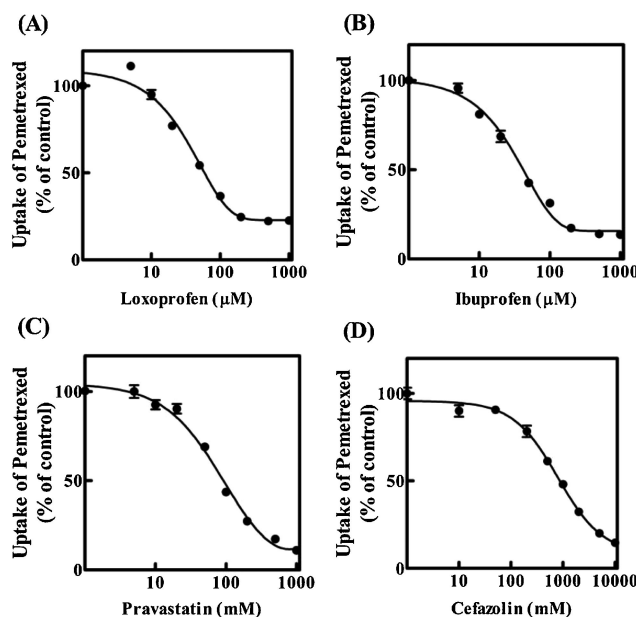 (A)
Uptake of Pemetrexed
(% of control)
100
50
0
10
100
1000
Loxoprofen (μM)
(B)
Uptake of Pemetrexed
(% of control)
100
50
0
10
100
1000
Ibuprofen (μM)
(C)
Uptake of Pemetrexed
(% of control)
100
50
0
10
100
1000
Pravastatin (mM)
(D)
Uptake of Pemetrexed
(% of control)
100
50
0
10
100
1000
10000
Cefazolin (mM)